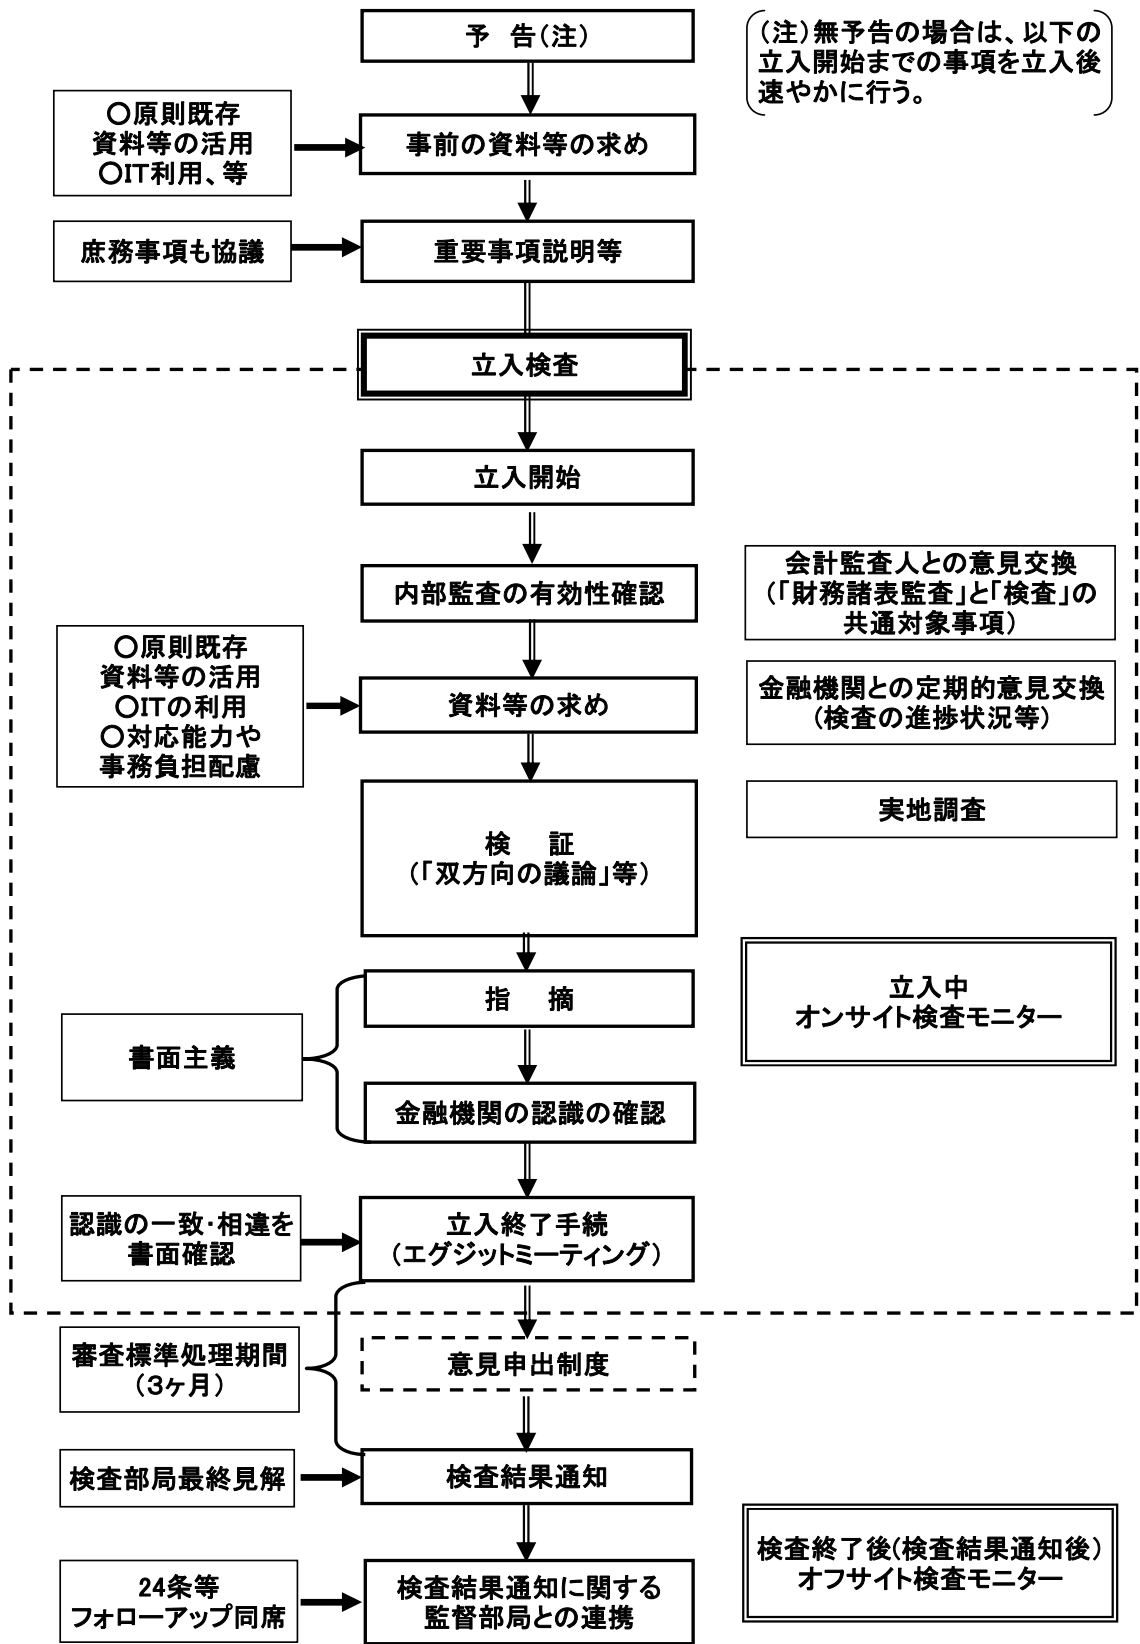 予　告（注）
（注）無予告の場合は、以下の
立入開始までの事項を立入後
速やかに行う。
○原則既存
資料等の活用
○IT利用、等
事前の資料等の求め
庶務事項も協議
重要事項説明等
立入検査
立入開始
内部監査の有効性確認
会計監査人との意見交換
（「財務諸表監査」と「検査」の
共通対象事項）
○原則既存
資料等の活用
○ITの利用
○対応能力や
事務負担配慮
資料等の求め
金融機関との定期的意見交換
（検査の進捗状況等）
検　　証
（「双方向の議論」等）
実地調査
指　　摘
立入中
オンサイト検査モニター
書面主義
金融機関の認識の確認
認識の一致・相違を
書面確認
立入終了手続
（エグジットミーティング）
審査標準処理期間
（３ヶ月）
意見申出制度
検査部局最終見解
検査結果通知
検査終了後（検査結果通知後）
オフサイト検査モニター
24条等
フォローアップ同席
検査結果通知に関する
監督部局との連携